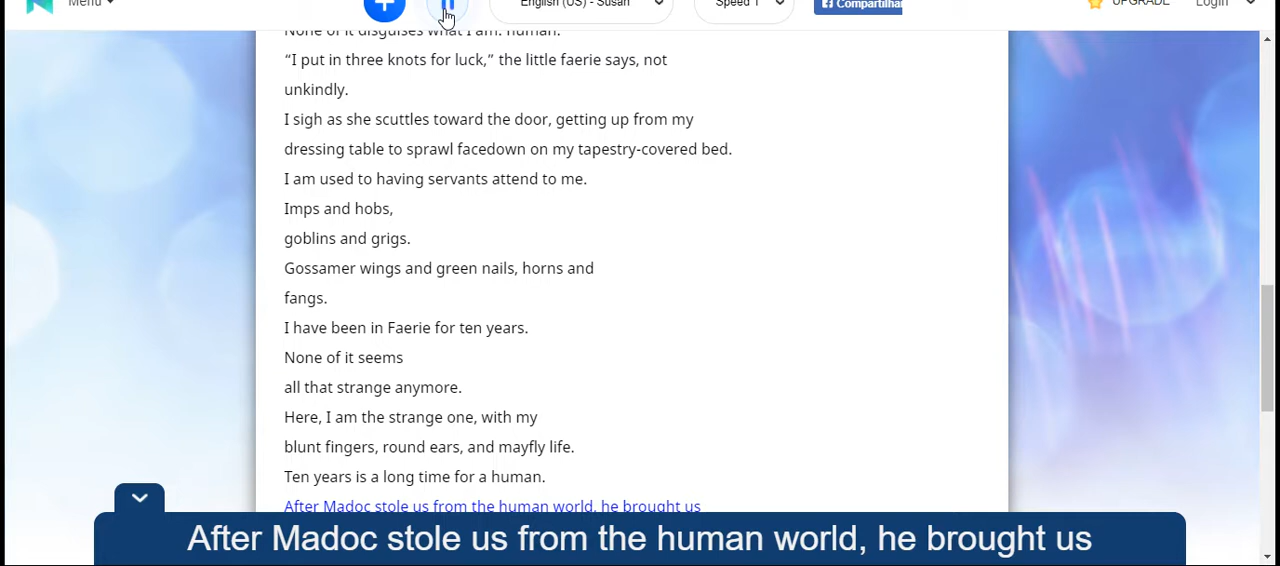 Menu
English (US) - Susan
Speed 1
Compartilhar
UPGRADE
Login
None of it disguises what I am: human.
“I put in three knots for luck,” the little faerie says, not
unkindly.
I sigh as she scuttles toward the door, getting up from my
dressing table to sprawl facedown on my tapestry-covered bed.
I am used to having servants attend to me.
Imps and hobs,
goblins and grigs.
Gossamer wings and green nails, horns and
fangs.
I have been in Faerie for ten years.
None of it seems
all that strange anymore.
Here, I am the strange one, with my
blunt fingers, round ears, and mayfly life.
Ten years is a long time for a human.
After Madoc stole us from the human world, he brought us
After Madoc stole us from the human world, he brought us